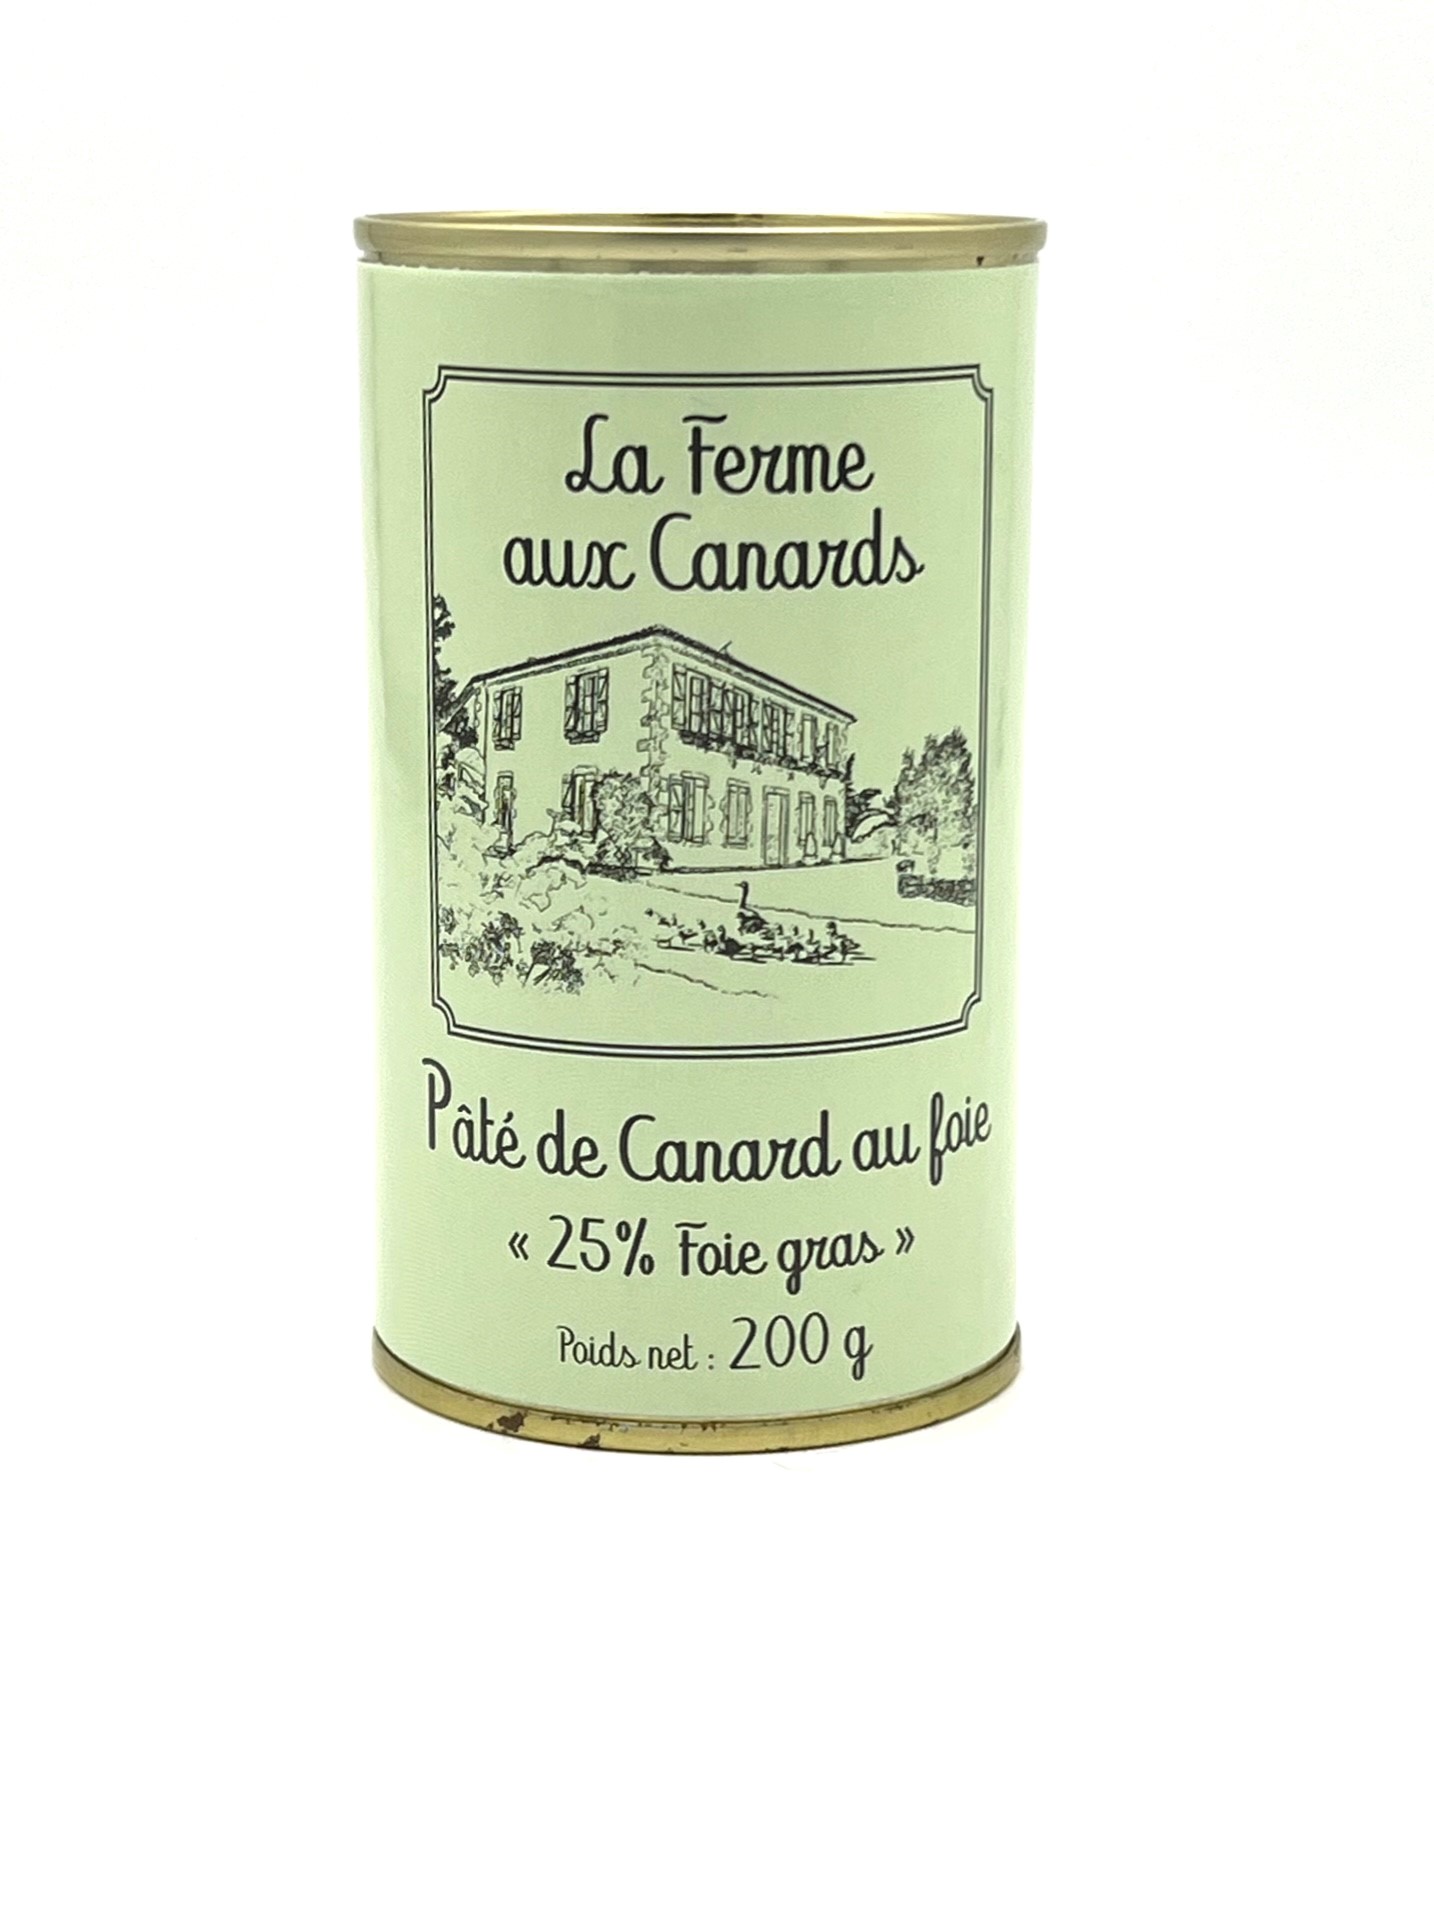 La Ferme
aux Canards
Pâté de Canard au foie
« 25% Foie gras »
Poids net : 200 g